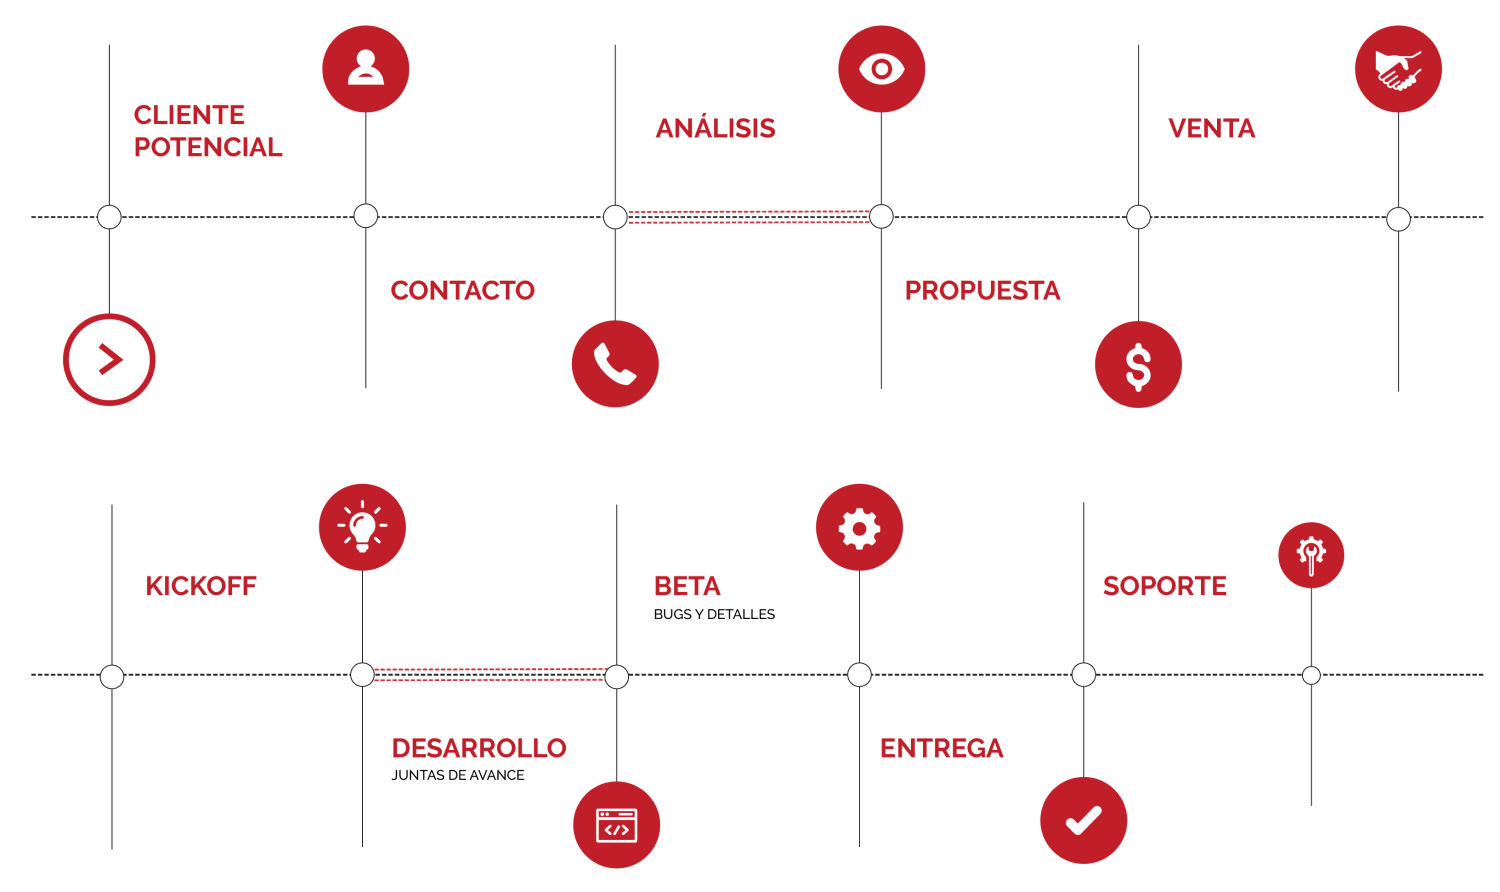 CLIENTE
POTENCIAL
CONTACTO
ANÁLISIS
PROPUESTA
VENTA
KICKOFF
DESARROLLO
JUNTAS DE AVANCE
BETA
BUGS Y DETALLES
ENTREGA
SOPORTE